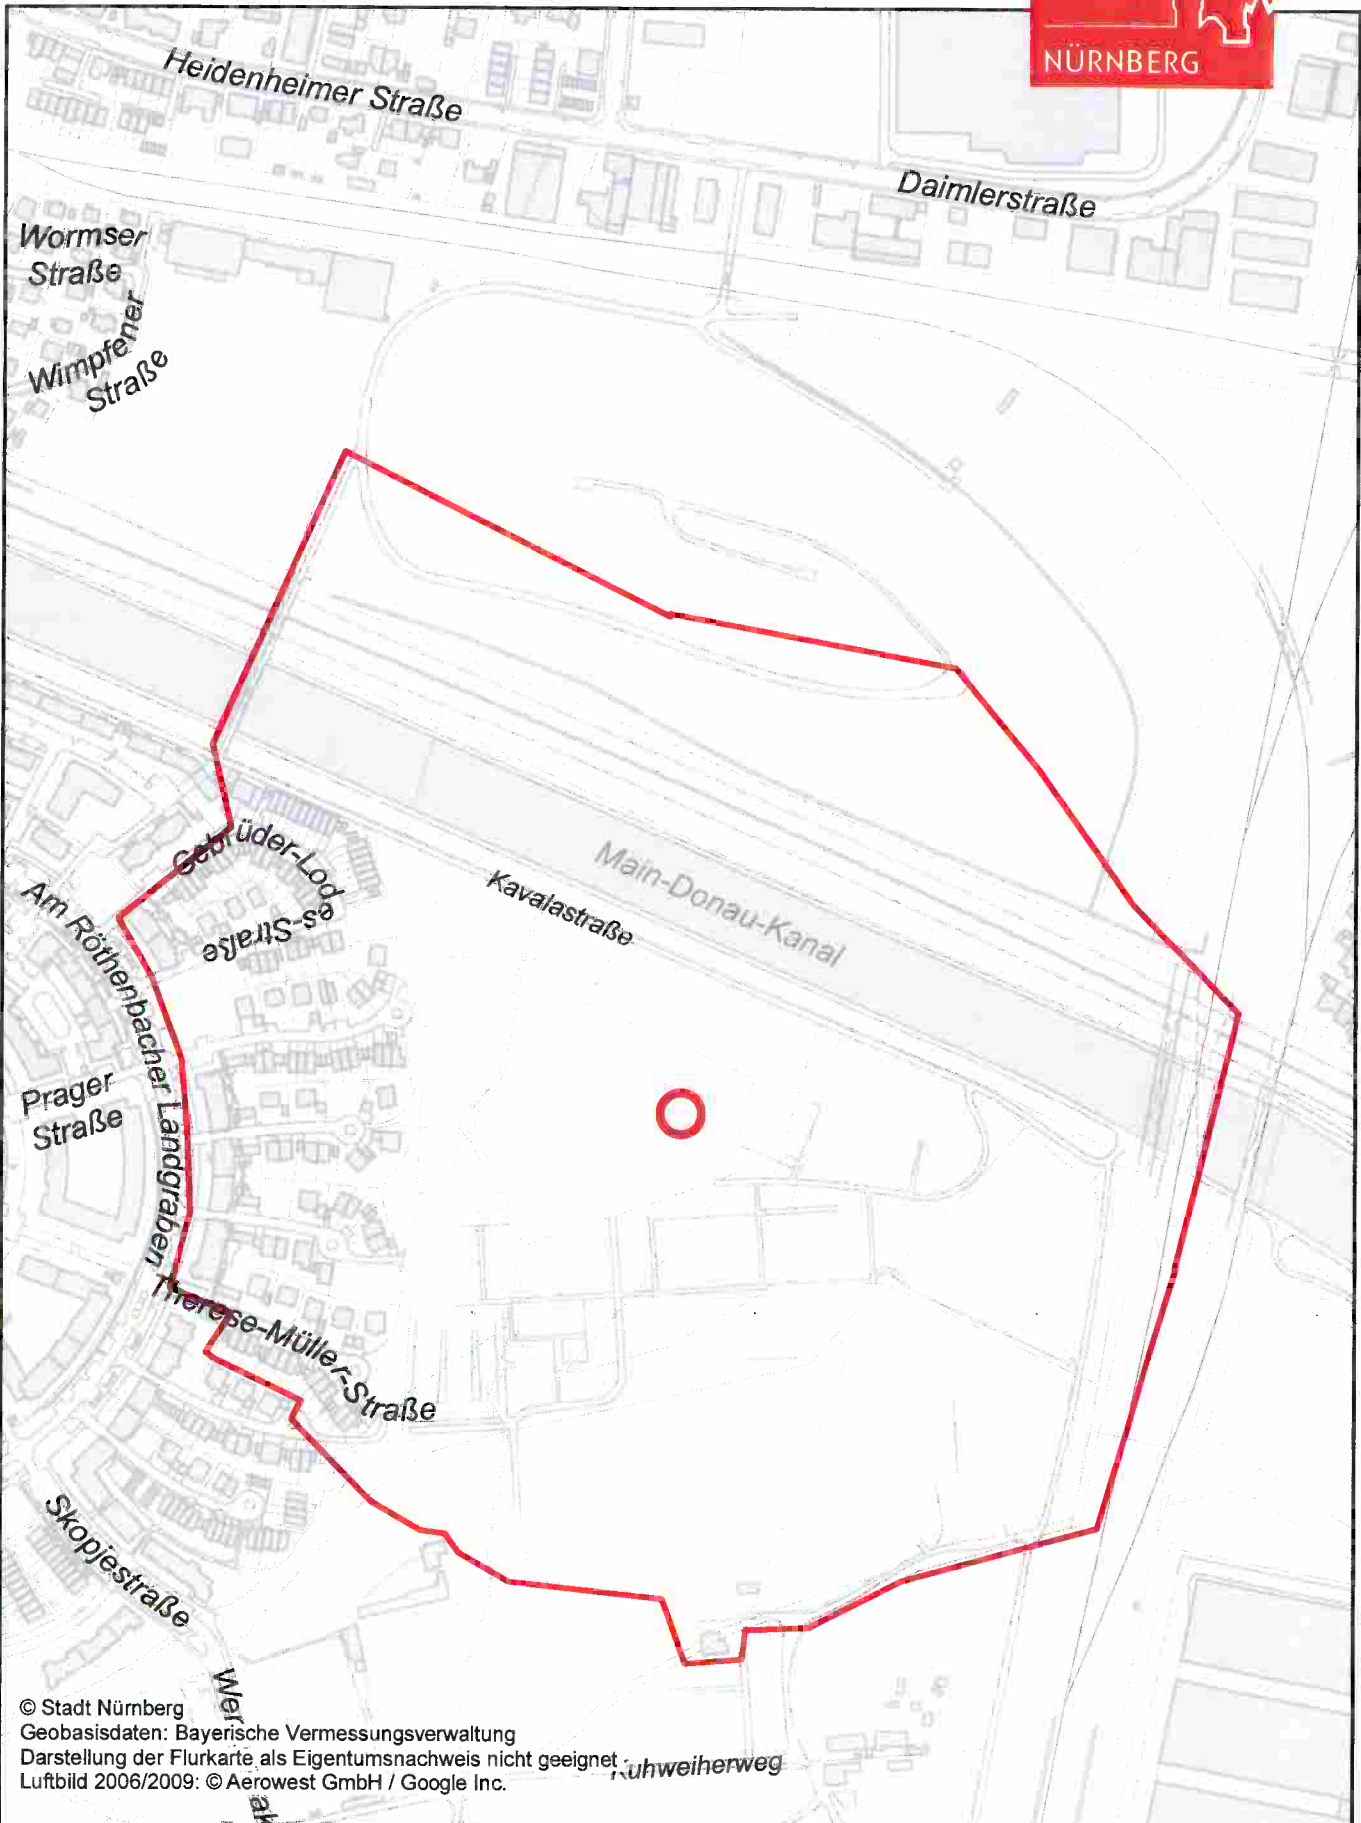 NÜRNBERG
Heidenheimer Straße
Daimlerstraße
Wormser
Straße
Wimpfener
Straße
Gebrüder-Lod
es-Straße
Am Röthenbacher Landgraben
Kavalastraße
Main-Donau-Kanal
Prager
Straße
Therese-Müller-Straße
Skopjestraße
Wer
© Stadt Nürnberg
Geobasisdaten: Bayerische Vermessungsverwaltung
Darstellung der Flurkarte als Eigentumsnachweis nicht geeignet
Luftbild 2006/2009: © Aerowest GmbH / Google Inc.
uhweiherweg